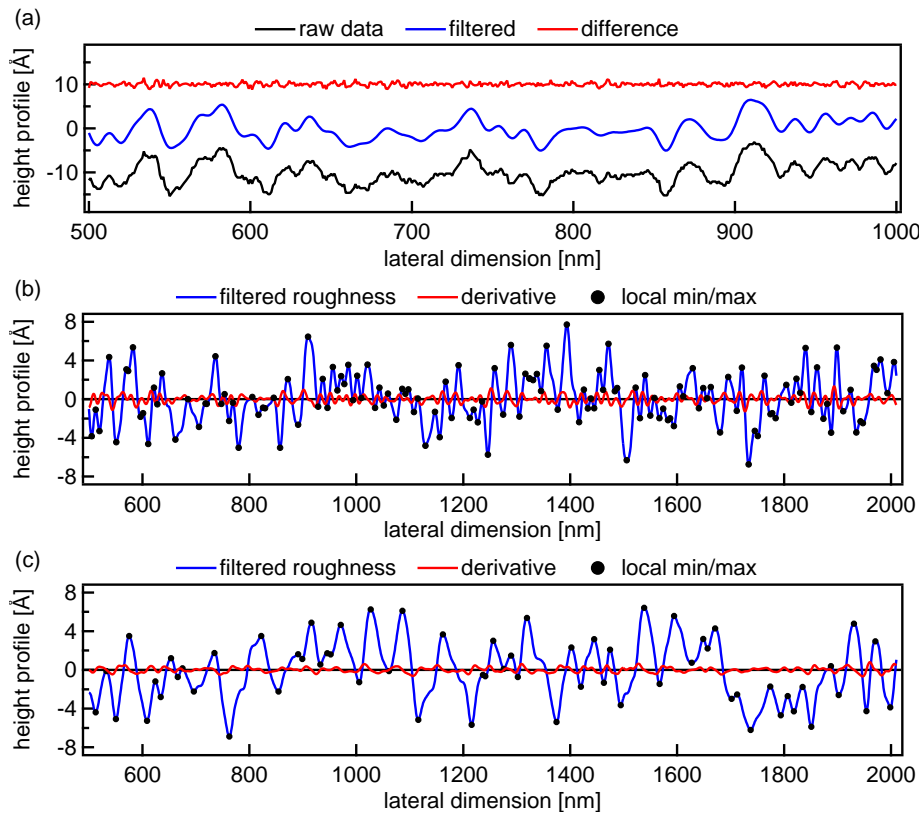 (a)
raw data filtered difference
height profile [Å]
10
0
-10
500 600 700 800 900 1000
lateral dimension [nm]
(b)
filtered roughness derivative local min/max
height profile [Å]
8
4
0
-4
-8
600 800 1000 1200 1400 1600 1800 2000
lateral dimension [nm]
(c)
filtered roughness derivative local min/max
height profile [Å]
8
4
0
-4
-8
600 800 1000 1200 1400 1600 1800 2000
lateral dimension [nm]